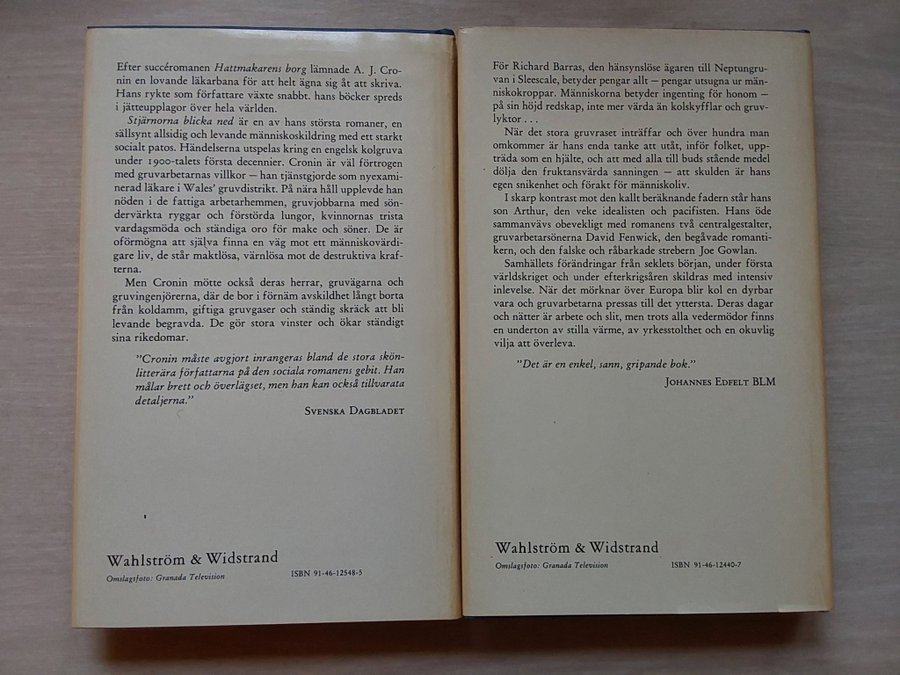 Efter succéromanen Hattmakarens borg lämnade A. J. Cro-
nin en lovande läkarbana för att helt ägna sig åt att skriva.
Hans rykte som författare växte snabbt. hans böcker spreds
i jätteupplagor över hela världen.
Stjärnorna blicka ned är en av hans största romaner, en
sällsynt allsidig och levande människoskildring med ett starkt
socialt patos. Händelserna utspelas kring en engelsk kolgruva
under 1900-talets första decennier. Cronin är väl förtrogen
med gruvarbetarnas villkor – han tjänstgjorde som nyexami-
nerad läkare i Wales' gruvdistrikt. På nära håll upplevde han
nöden i de fattiga arbetarhemmen, gruvjobbarna med sön-
dervärkta ryggar och förstörda lungor, kvinnornas trista
vardagsmöda och ständiga oro för make och söner. De är
oförmögna att själva finna en väg mot ett människovärdi-
gare liv, de står maktlösa, värnlösa mot de destruktiva kraf-
terna.
Men Cronin mötte också deras herrar, gruvägarna och
gruvingenjörerna, där de bor i förnäm avskildhet långt borta
från koldamm, giftiga gruvgaser och ständig skräck att bli
levande begravda. De gör stora vinster och ökar ständigt
sina rikedomar.
”Cronin måste avgjort inrangeras bland de stora skön-
litterära författarna på den sociala romanens gebit. Han
målar brett och överlägset, men han kan också tillvarata
detaljerna.”
SVENSKA DAGBLADET
Wahlström & Widstrand
Omslagsfoto: Granada Television
ISBN 91-46-12548-5
För Richard Barras, den hänsynslöse ägaren till Neptungru-
van i Sleescale, betyder pengar allt – pengar utsugna ur män-
niskokroppar. Människorna betyder ingenting för honom –
på sin höjd redskap, inte mer värda än kolskyfflar och gruv-
lyktor . . .
När det stora gruvraset inträffar och över hundra man
omkommer är hans enda tanke att utåt, inför folket, upp-
träda som en hjälte, och att med alla till buds stående medel
dölja den fruktansvärda sanningen – att skulden är hans
egen snikenhet och förakt för människoliv.
I skarp kontrast mot den kallt beräknande fadern står hans
son Arthur, den veke idealisten och pacifisten. Hans öde
sammanvävs obevekligt med romanens två centralgestalter,
gruvarbetarsönerna David Fenwick, den begåvade romanti-
kern, och den falske och råbarkade strebern Joe Gowlan.
Samhällets förändringar från seklets början, under första
världskriget och under efterkrigsåren skildras med intensiv
inlevelse. När det mörknar över Europa blir kol en dyrbar
vara och gruvarbetarna pressas till det yttersta. Deras dagar
och nätter är arbete och slit, men trots alla vedermödor finns
en underton av stilla värme, av yrkesstolthet och en okuvlig
vilja att överleva.
”Det är en enkel, sann, gripande bok.”
JOHANNES EDFELT BLM
Wahlström & Widstrand
Omslagsfoto: Granada Television
ISBN 91-46-12440-7